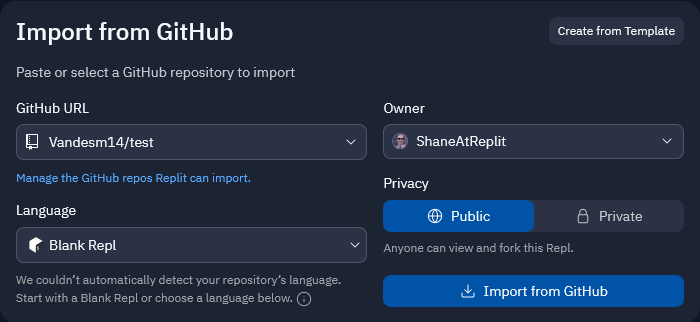 Import from GitHub
Create from Template
Paste or select a GitHub repository to import
GitHub URL
Vandesm14/test
Manage the GitHub repos Replit can import.
Language
Blank Repl
We couldn't automatically detect your repository's language.
Start with a Blank Repl or choose a language below.
Owner
ShaneAtReplit
Privacy
Public
Private
Anyone can view and fork this Repl.
Import from GitHub